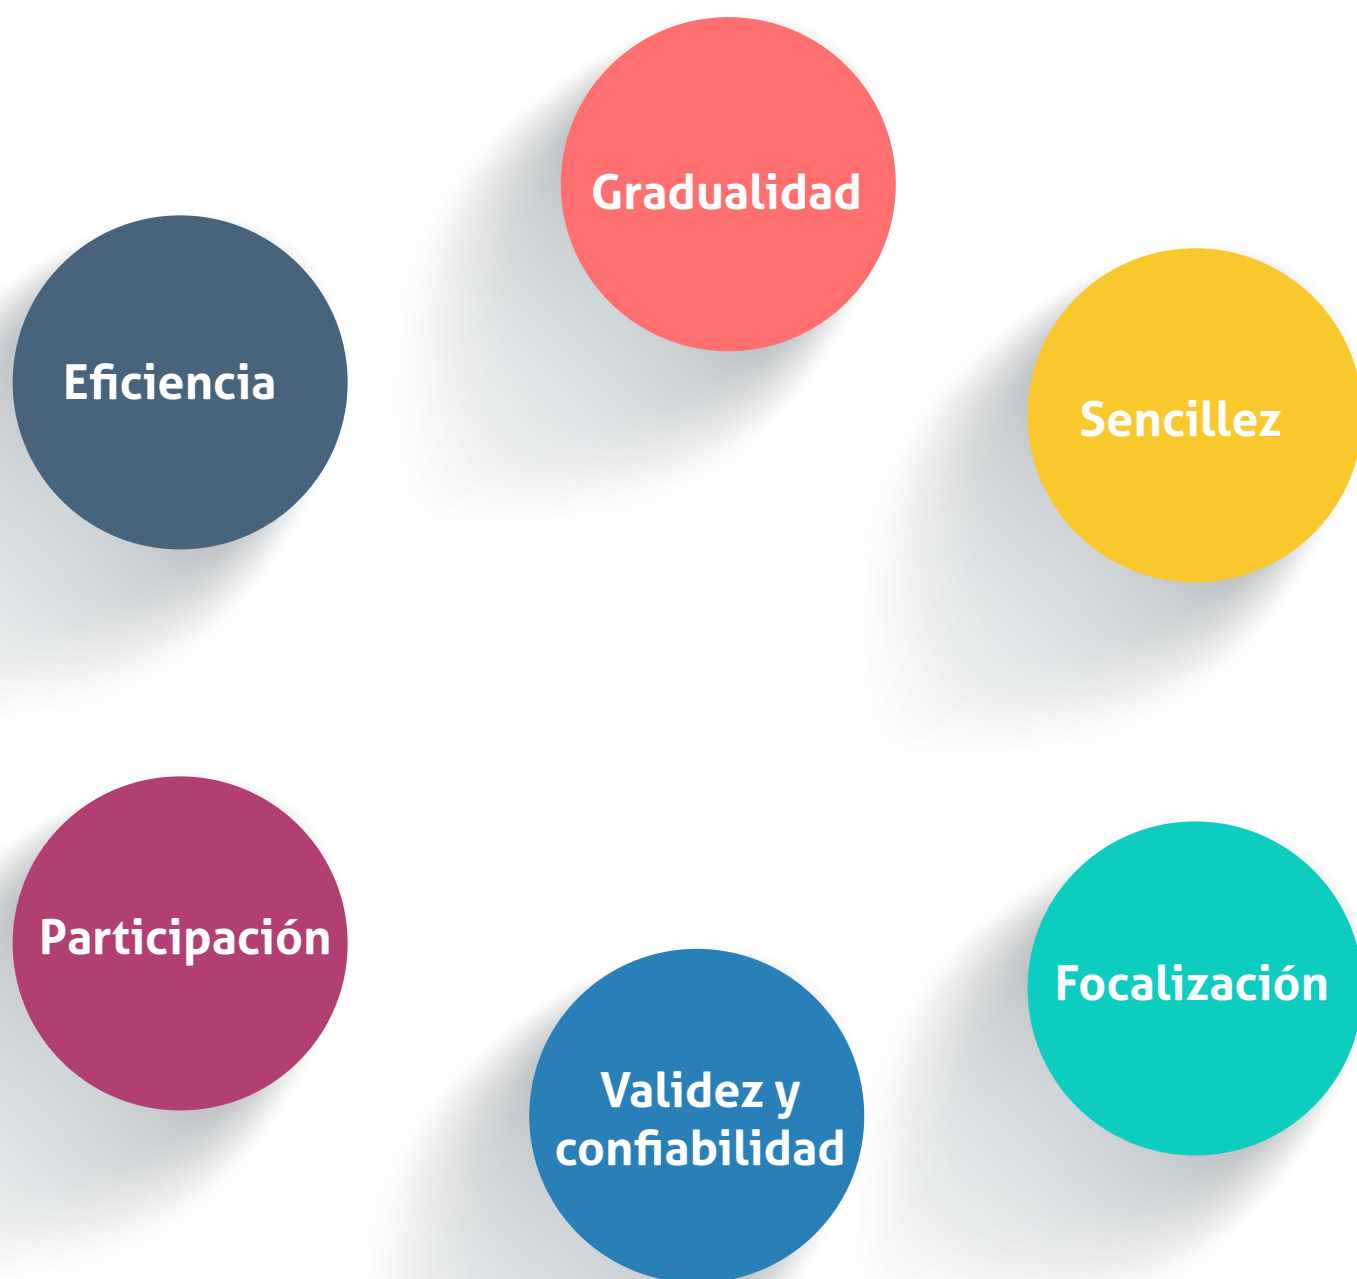 Gradualidad
Eficiencia
Sencillez
Participación
Focalización
Validez y
confiabilidad